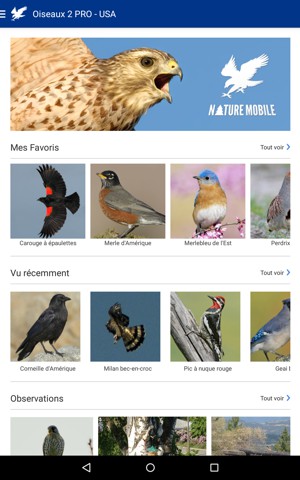 Oiseaux 2 PRO - USA
NATURE MOBILE
Mes Favoris
Tout voir
Carouge à épaulettes
Merle d'Amérique
Merlebleu de l'Est
Perdrix
Vu récemment
Tout voir
Corneille d'Amérique
Milan bec-en-croc
Pic à nuque rouge
Geai b
Observations
Tout voir